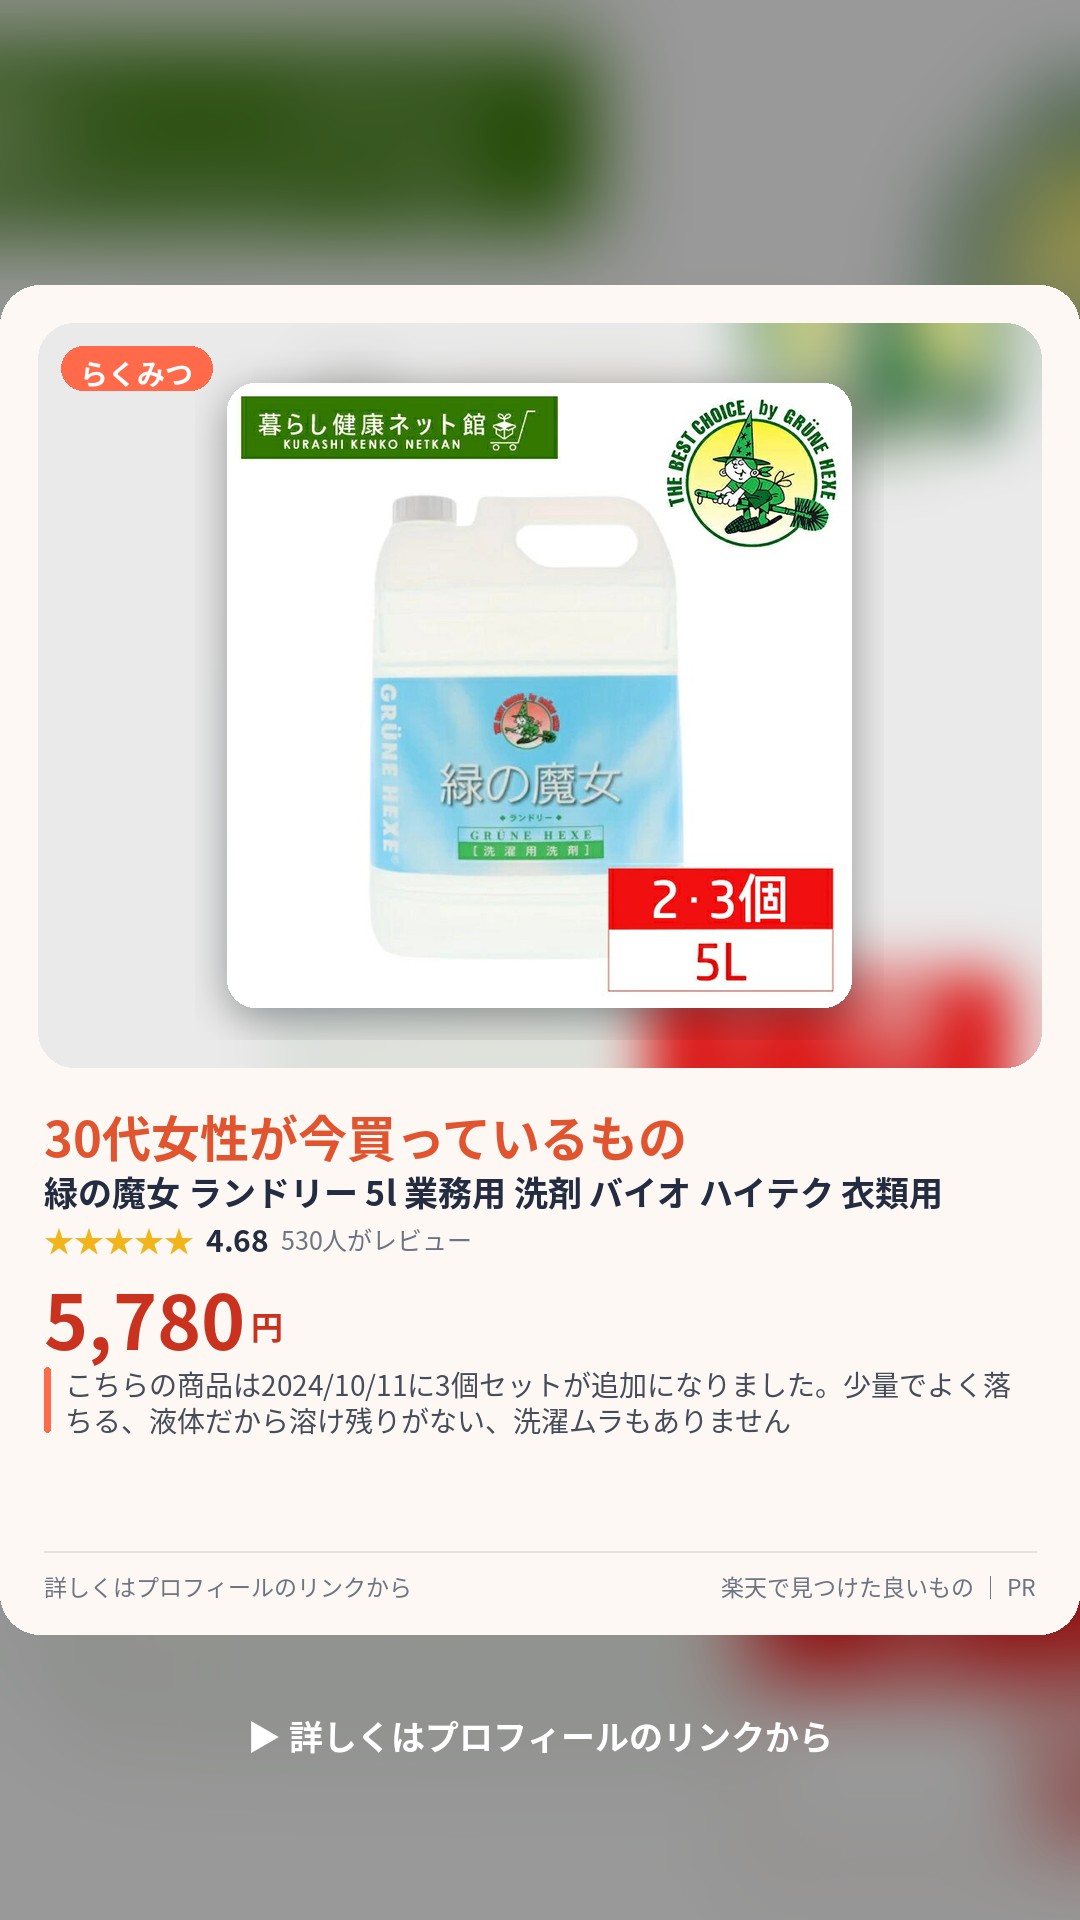 らくみつ
暮らし健康ネット館
KURASHI KENKO NETKAN
THE BEST CHOICE by GRÜNE HEXE
GRÜNE HEXE
緑の魔女
ランドリー
GRÜNE HEXE
[洗濯用洗剤]
2・3個
5L
30代女性が今買っているもの
緑の魔女 ランドリー 5l 業務用 洗剤 バイオ ハイテク 衣類用
★★★★★ 4.68 530人がレビュー
5,780円
こちらの商品は2024/10/11に3個セットが追加になりました。少量でよく落
ちる、液体だから溶け残りがない、洗濯ムラもありません
詳しくはプロフィールのリンクから
楽天で見つけた良いもの | PR
▶ 詳しくはプロフィールのリンクから